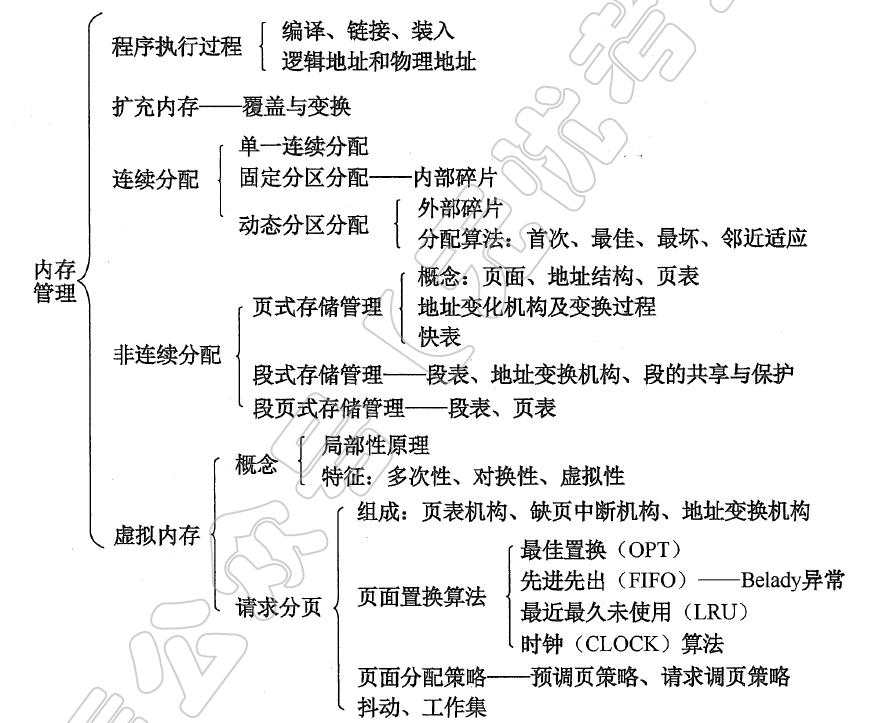 内存管理
程序执行过程
编译、链接、装入
逻辑地址和物理地址
扩充内存——覆盖与变换
连续分配
单一连续分配
固定分区分配——内部碎片
动态分区分配
外部碎片
分配算法：首次、最佳、最坏、邻近适应
非连续分配
页式存储管理
概念：页面、地址结构、页表
地址变化机构及变换过程
快表
段式存储管理——段表、地址变换机构、段的共享与保护
段页式存储管理——段表、页表
虚拟内存
概念
局部性原理
特征：多次性、对换性、虚拟性
请求分页
组成：页表机构、缺页中断机构、地址变换机构
页面置换算法
最佳置换（OPT）
先进先出（FIFO）——Belady异常
最近最久未使用（LRU）
时钟（CLOCK）算法
页面分配策略——预调页策略、请求调页策略
抖动、工作集